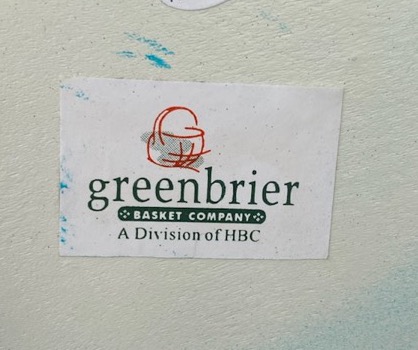 greenbrier
BASKET COMPANY
A Division of HBC